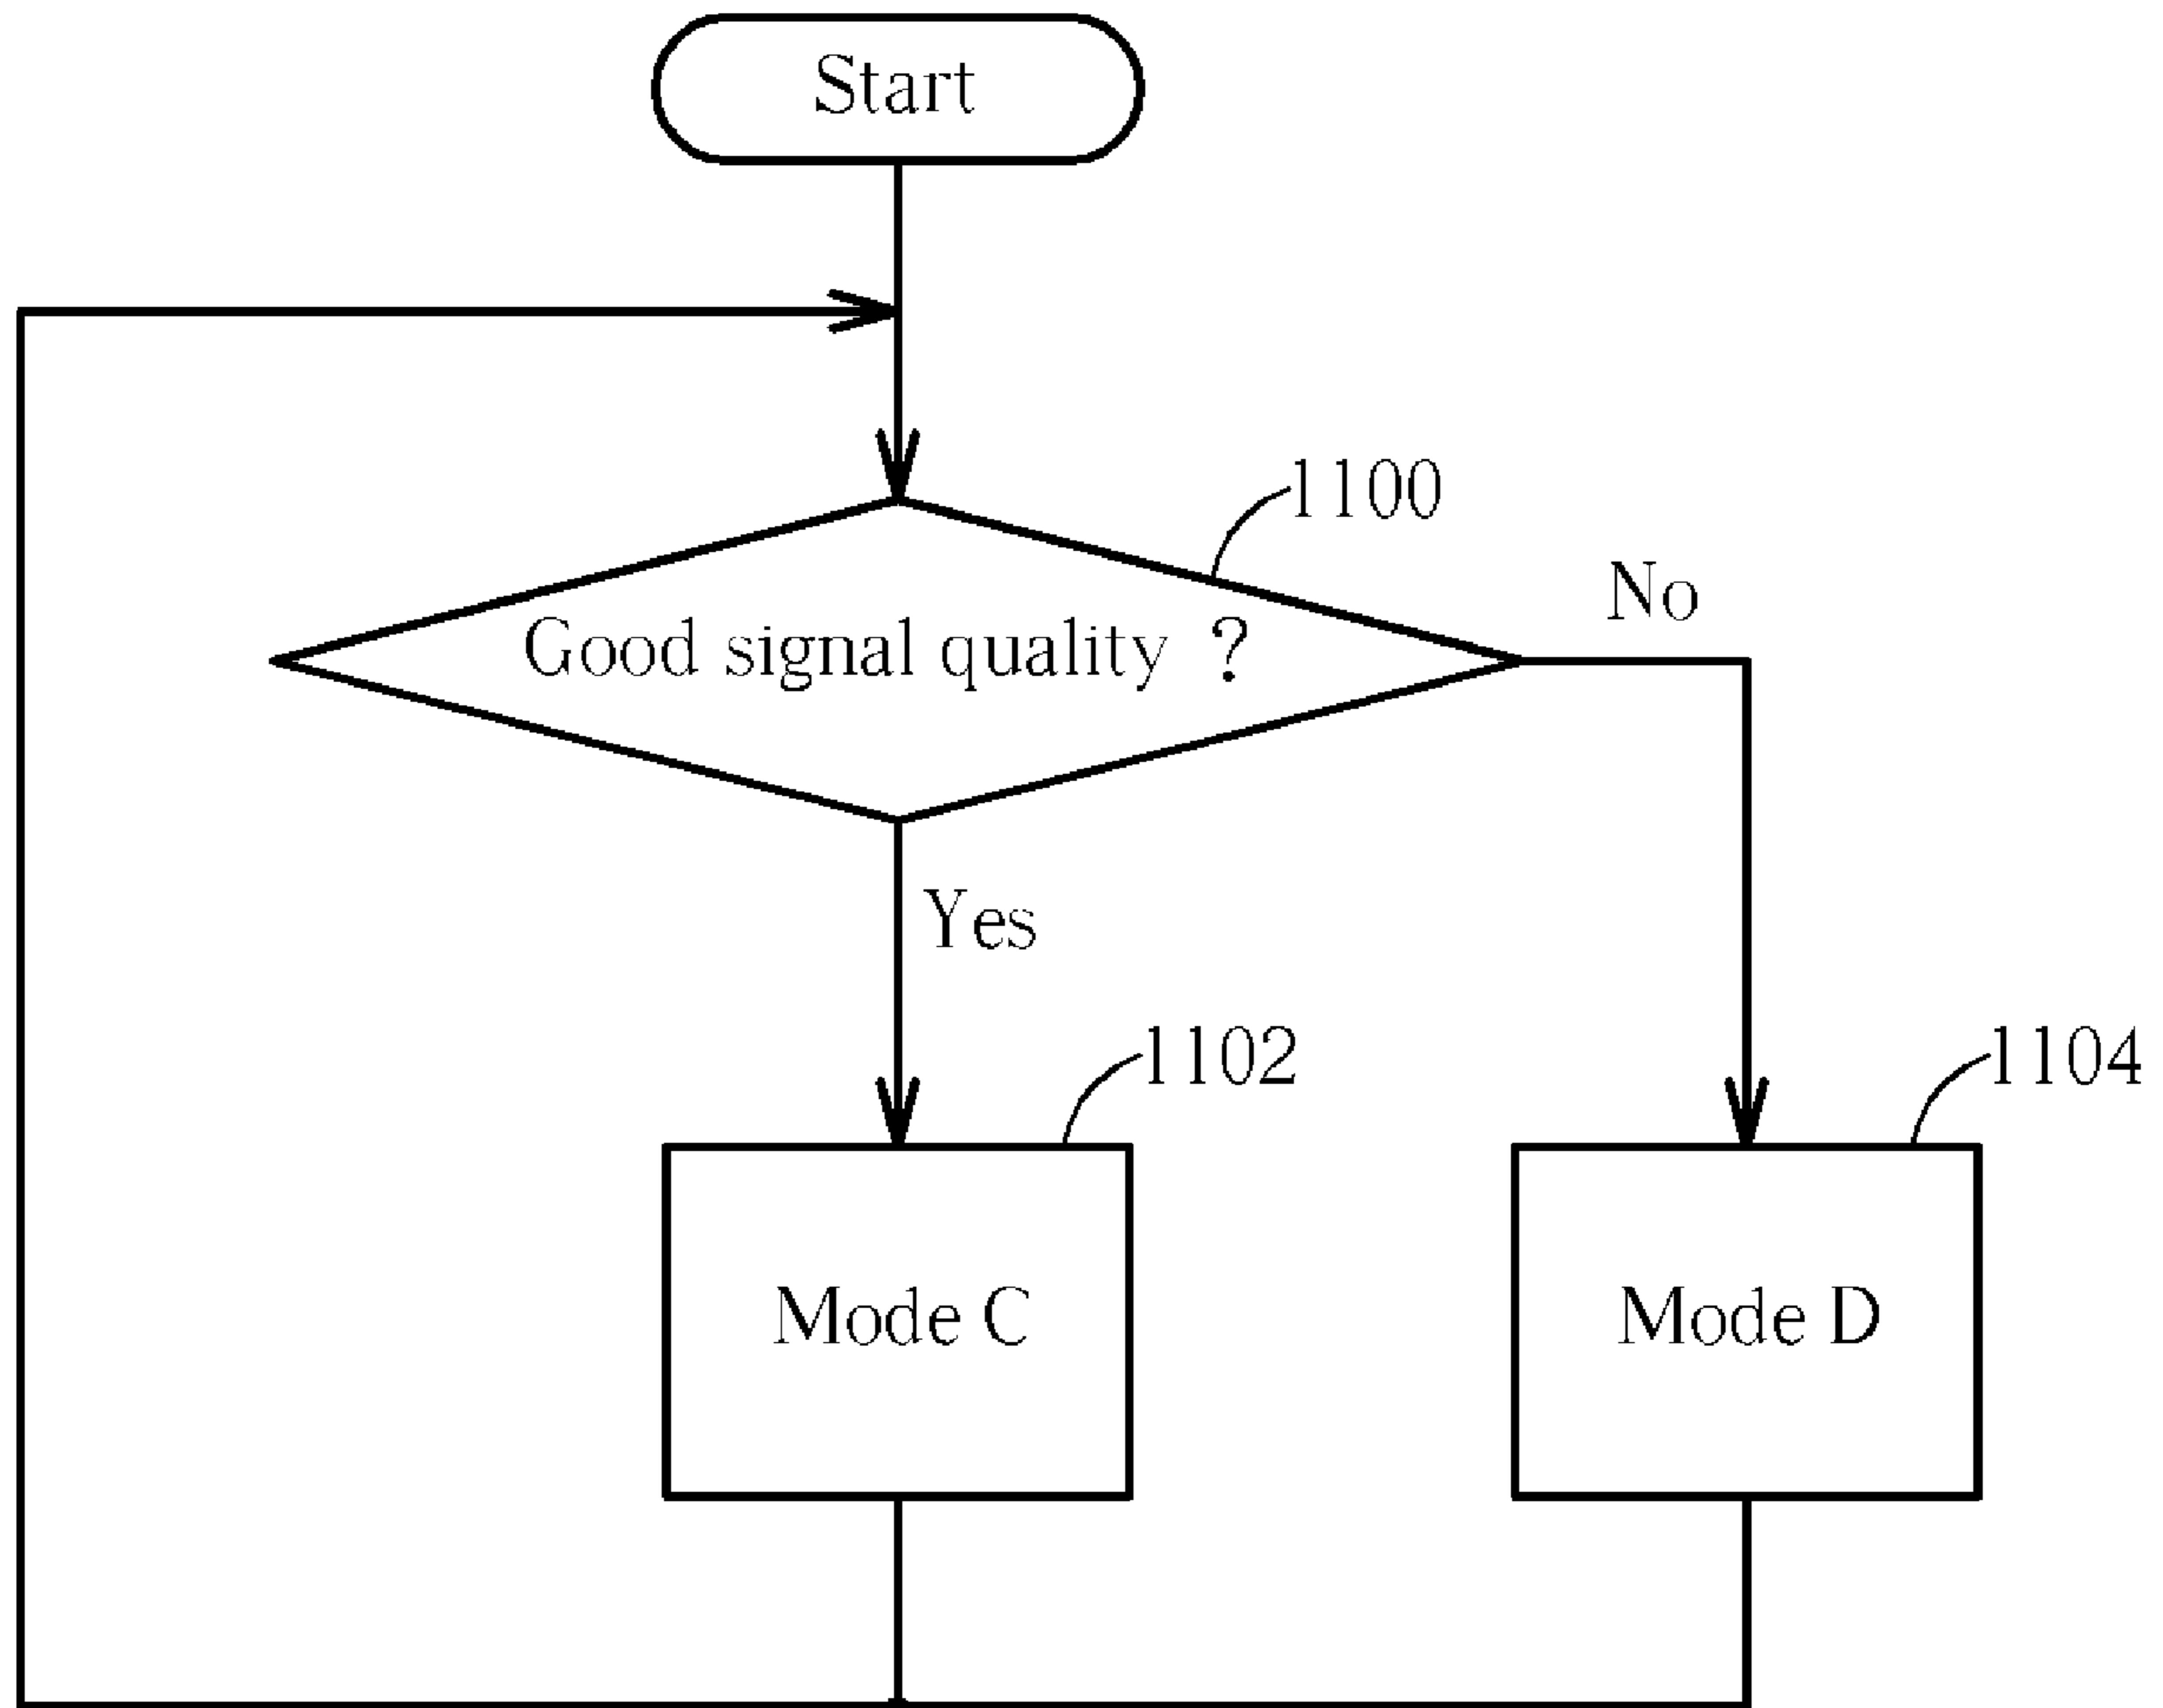 Start
1100
No
Good signal quality ?
Yes
1102
1104
Mode C
Mode D